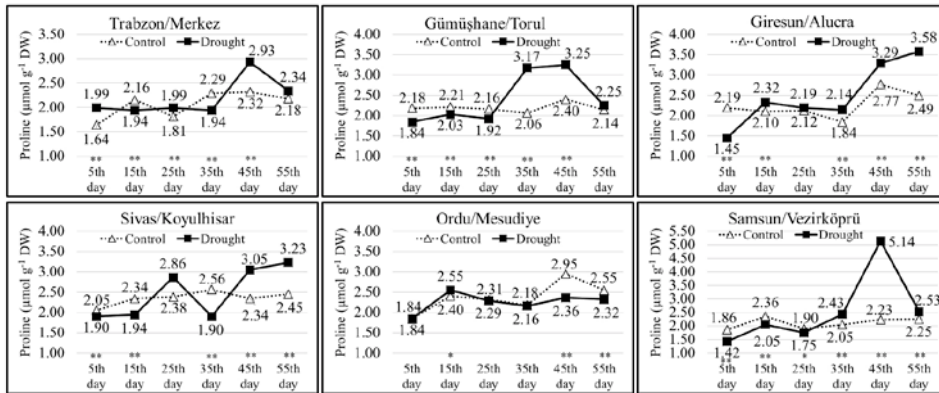 Trabzon/Merkez
Control Drought
Proline (µmol g⁻¹ DW)
3.50
3.00
2.50
2.00
1.50
1.00
1.99 2.16 1.99 2.29 2.93 2.34
1.64 1.94 1.81 1.94 2.32 2.18
** ** ** ** **
5th 15th 25th 35th 45th 55th
day day day day day day
Gümüşhane/Torul
Control Drought
Proline (µmol g⁻¹ DW)
4.00
3.50
3.00
2.50
2.00
1.50
1.00
2.18 2.21 2.16 3.17 3.25 2.25
1.84 2.03 1.92 2.06 2.40 2.14
** ** ** ** ** **
5th 15th 25th 35th 45th 55th
day day day day day day
Giresun/Alucra
Control Drought
Proline (µmol g⁻¹ DW)
4.00
3.50
3.00
2.50
2.00
1.50
1.00
2.19 2.32 2.19 2.14 3.29 3.58
1.45 2.10 2.12 1.84 2.77 2.49
** ** ** ** **
5th 15th 25th 35th 45th 55th
day day day day day day
Sivas/Koyulhisar
Control Drought
Proline (µmol g⁻¹ DW)
4.00
3.50
3.00
2.50
2.00
1.50
1.00
2.05 2.34 2.86 2.56 3.05 3.23
1.90 1.94 2.38 1.90 2.34 2.45
** ** ** ** **
5th 15th 25th 35th 45th 55th
day day day day day day
Ordu/Mesudiye
Control Drought
Proline (µmol g⁻¹ DW)
4.00
3.50
3.00
2.50
2.00
1.50
1.00
1.84 2.55 2.31 2.18 2.95 2.55
1.84 2.40 2.29 2.16 2.36 2.32
* ** **
5th 15th 25th 35th 45th 55th
day day day day day day
Samsun/Vezirköprü
Control Drought
Proline (µmol g⁻¹ DW)
5.50
5.00
4.50
4.00
3.50
3.00
2.50
2.00
1.50
1.00
1.86 2.36 1.90 2.43 5.14 2.53
1.42 2.05 1.75 2.05 2.23 2.25
** ** * ** ** **
5th 15th 25th 35th 45th 55th
day day day day day day